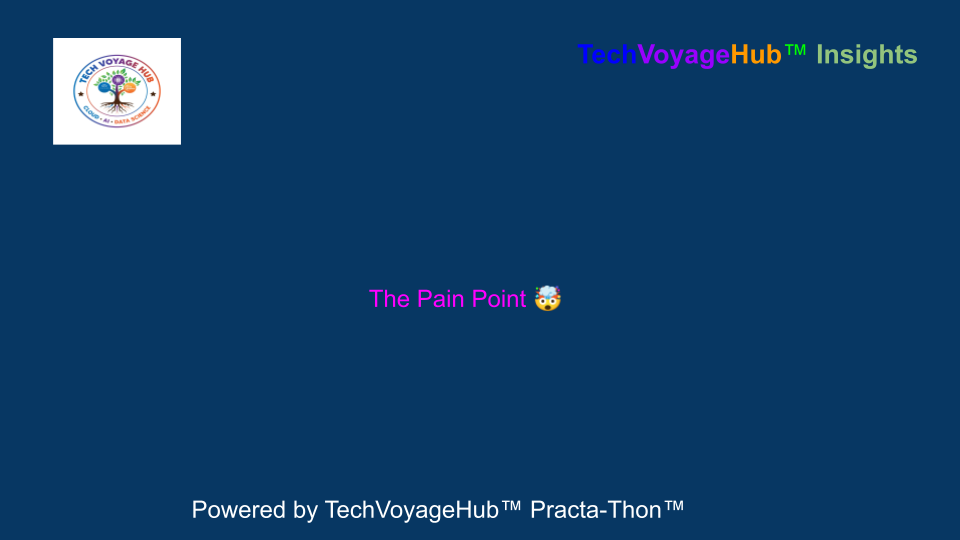 TECH VOYAGE HUB
CLOUD • AI • DATA SCIENCE
TechVoyageHub™ Insights
The Pain Point 🤯
Powered by TechVoyageHub™ Practa-Thon™